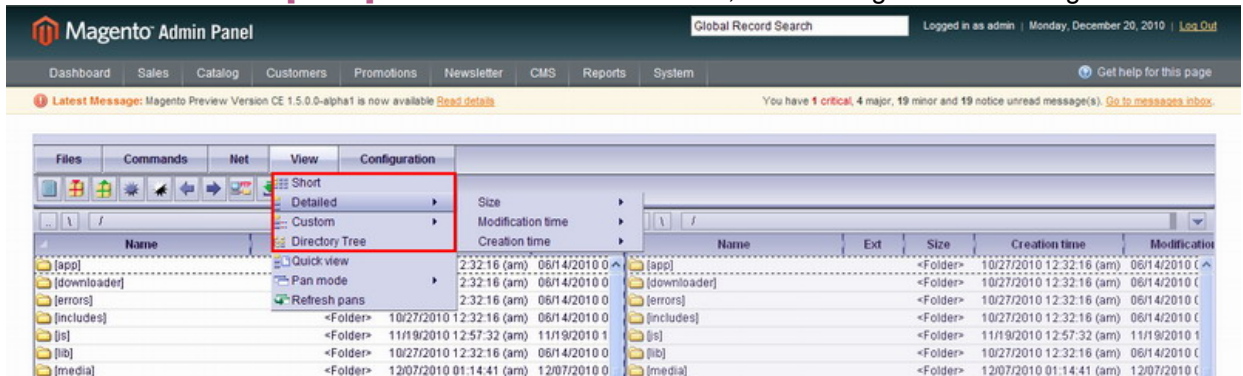 Magento Admin Panel
Global Record Search
Logged in as admin | Monday, December 20, 2010 | Log Out
Dashboard Sales Catalog Customers Promotions Newsletter CMS Reports System
Get help for this page
Latest Message: Magento Preview Version CE 1.5.0.0-alpha1 is now available Read details
You have 1 critical, 4 major, 19 minor and 19 notice unread message(s). Go to messages inbox.
Files Commands Net View Configuration
Short
Detailed
Custom
Directory Tree
Quick view
Pan mode
Refresh pans
Size
Modification time
Creation time
.. \ /
\ /
Name
Name Ext Size Creation time Modification
[app] 2:32:16 (am) 06/14/2010 0
[downloader]
[errors] 2:32:16 (am) 06/14/2010 0
[includes] <Folder> 10/27/2010 12:32:16 (am) 06/14/2010 0
[js] <Folder> 11/19/2010 12:57:32 (am) 11/19/2010 1
[lib] <Folder> 10/27/2010 12:32:16 (am) 06/14/2010 0
[media] <Folder> 12/07/2010 01:14:41 (am) 12/07/2010 0
[app] <Folder> 10/27/2010 12:32:16 (am) 06/14/2010 0
[downloader] <Folder> 10/27/2010 12:32:16 (am) 06/14/2010 0
[errors] <Folder> 10/27/2010 12:32:16 (am) 06/14/2010 0
[includes] <Folder> 10/27/2010 12:32:16 (am) 06/14/2010 0
[js] <Folder> 11/19/2010 12:57:32 (am) 11/19/2010 1
[lib] <Folder> 10/27/2010 12:32:16 (am) 06/14/2010 0
[media] <Folder> 12/07/2010 01:14:41 (am) 12/07/2010 0